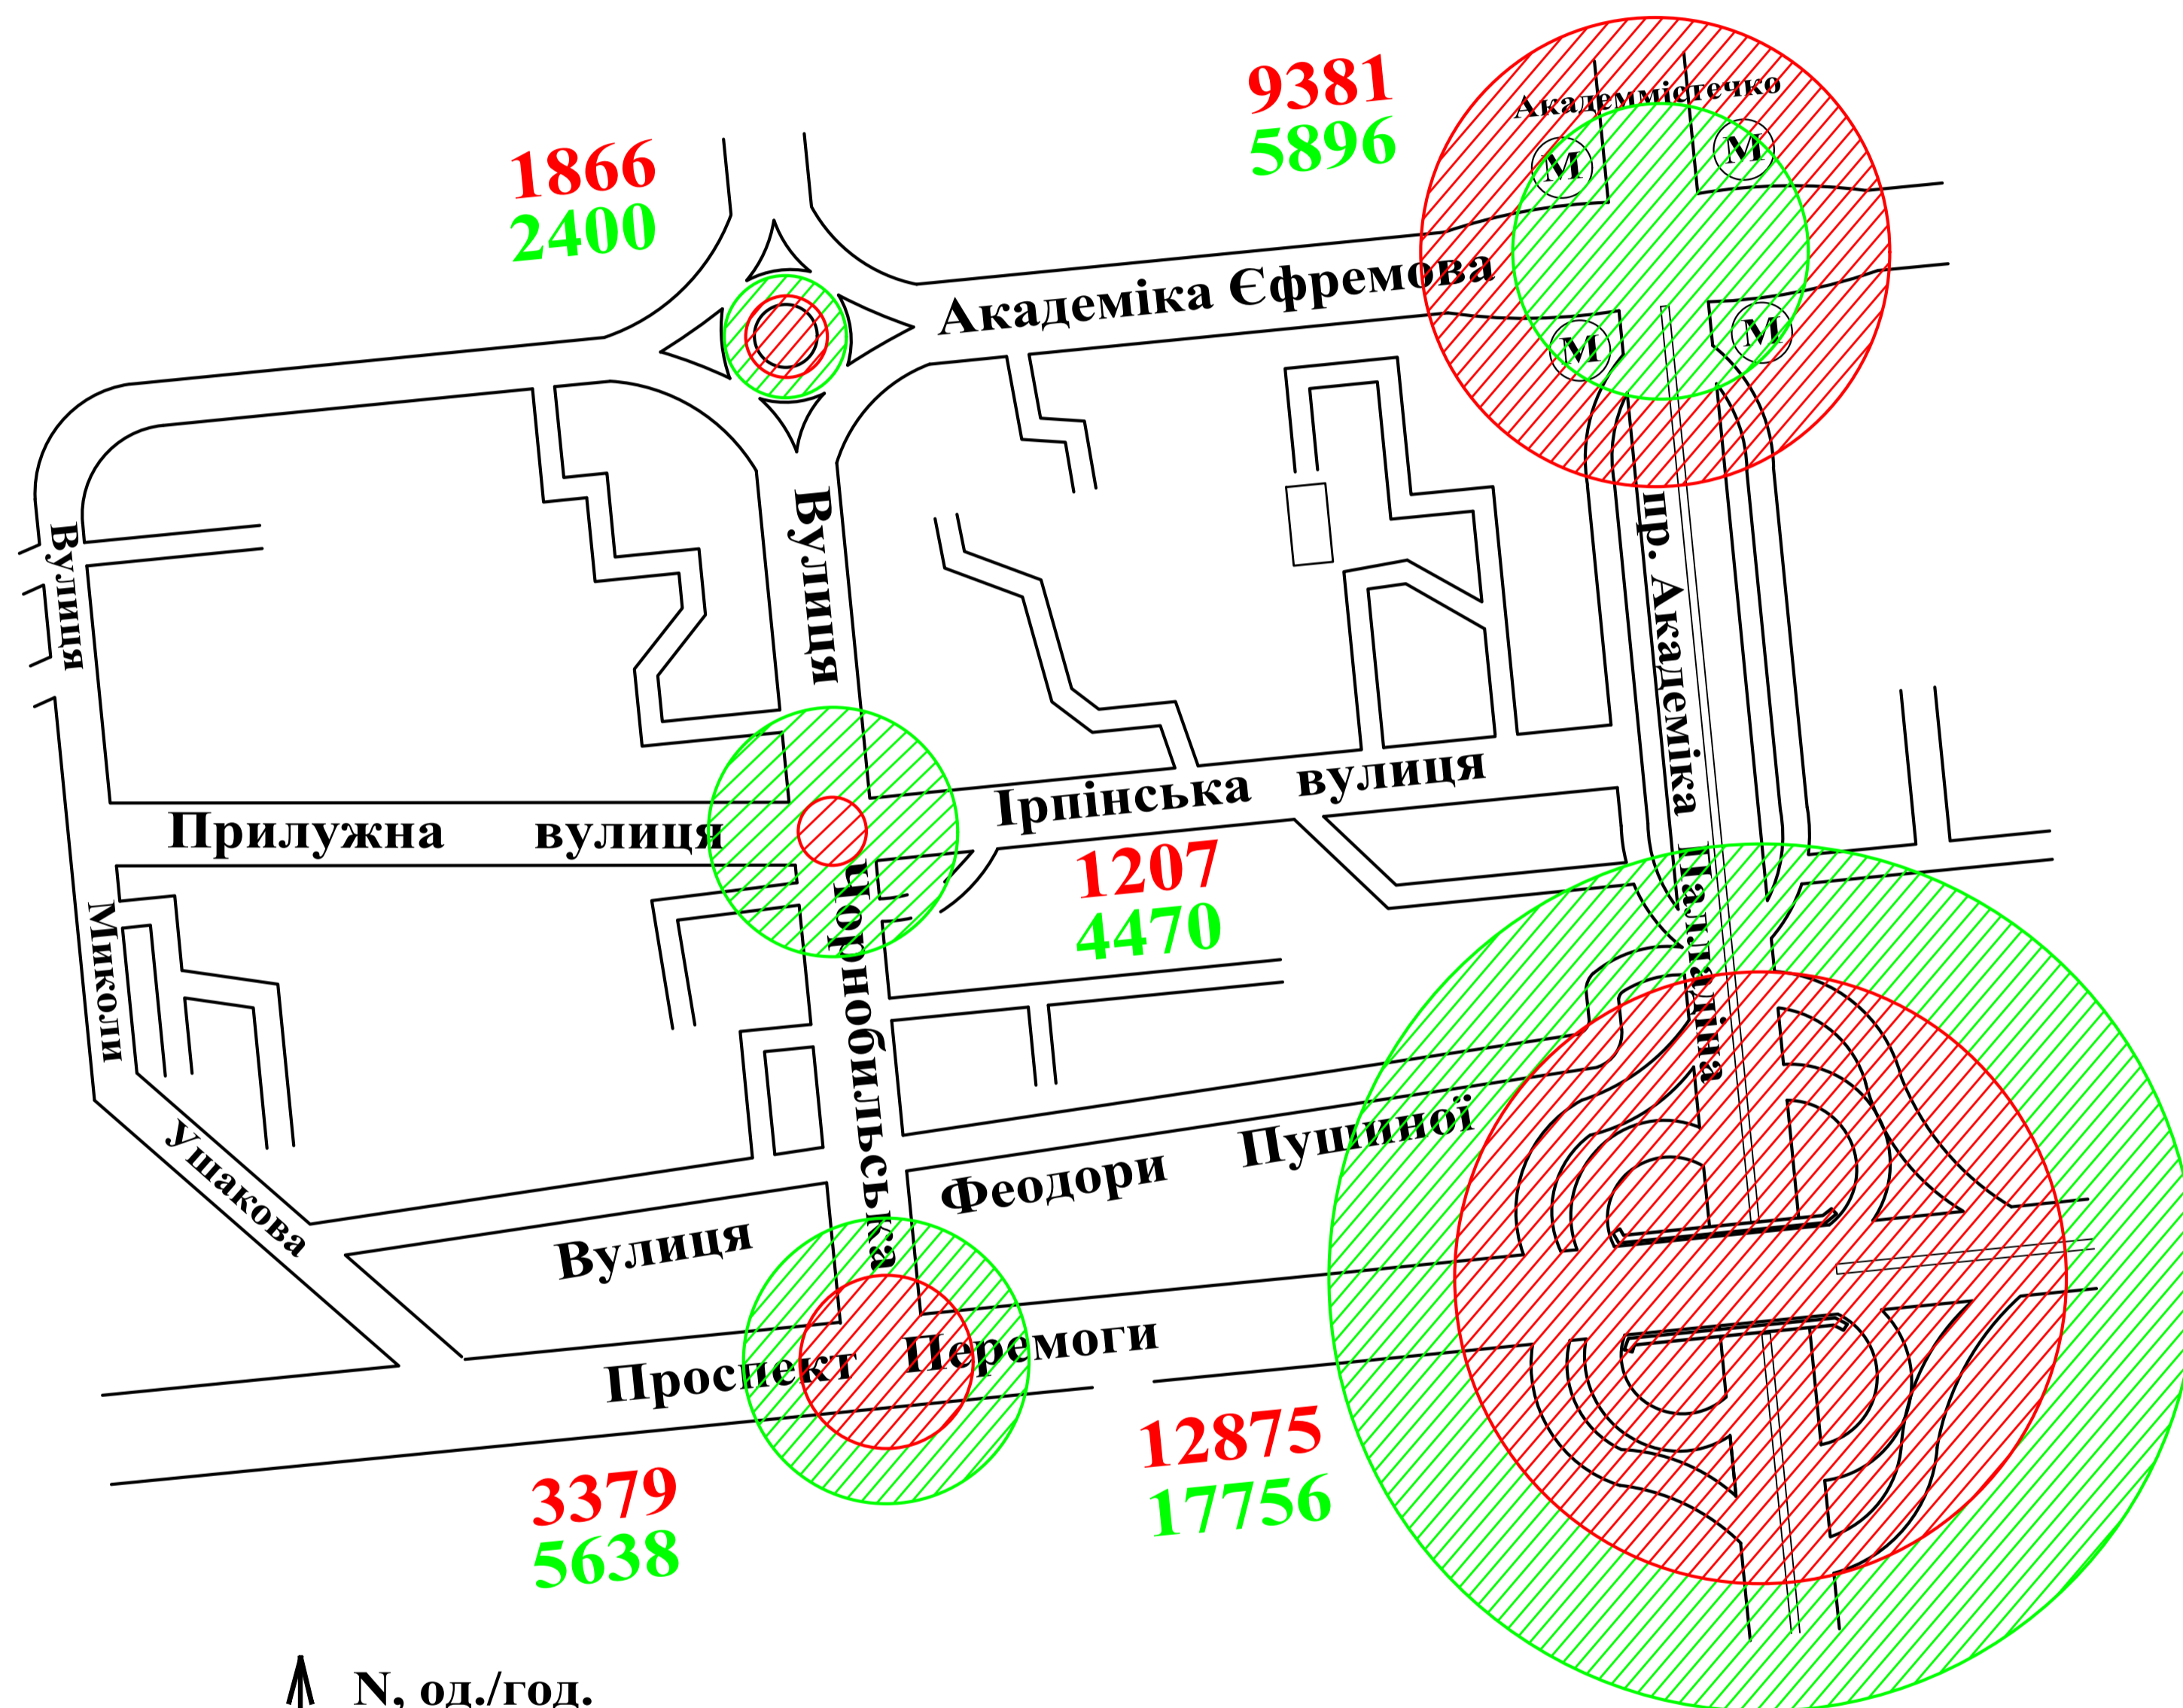 9381
5896
1866
2400
Академмістечко
М
М
М
М
Академіка Єфремова
Вулиця
Миколи
Ушакова
Вулиця
Чорнобильська
пр. Академіка Палладіна
Прилужна вулиця
Ірпінська вулиця
1207
4470
Вулиця Феодори Пушиної
Проспект Перемоги
12875
17756
3379
5638
N, од./год.